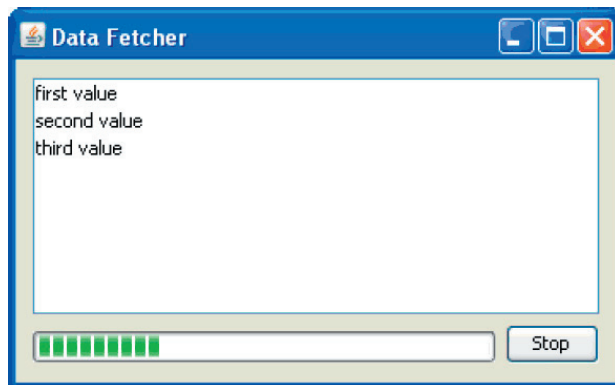 Data Fetcher
first value
second value
third value
Stop